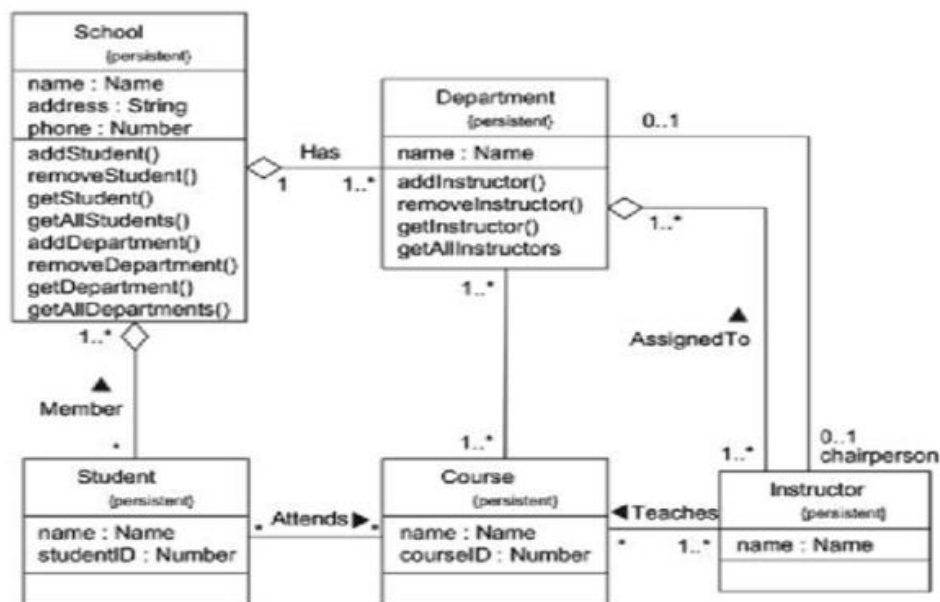 School
{persistent}
name : Name
address : String
phone : Number
addStudent()
removeStudent()
getStudent()
getAllStudents()
addDepartment()
removeDepartment()
getDepartment()
getAllDepartments()
Has
1
1..*
Department
{persistent}
name : Name
addInstructor()
removeInstructor()
getInstructor()
getAllInstructors
0..1
1..*
1..*
▲
AssignedTo
1..*
▲
Member
*
1..*
1..*
0..1
chairperson
Student
{persistent}
name : Name
studentID : Number
* Attends▶ *
Course
{persistent}
name : Name
courseID : Number
◀Teaches
* 1..*
Instructor
{persistent}
name : Name